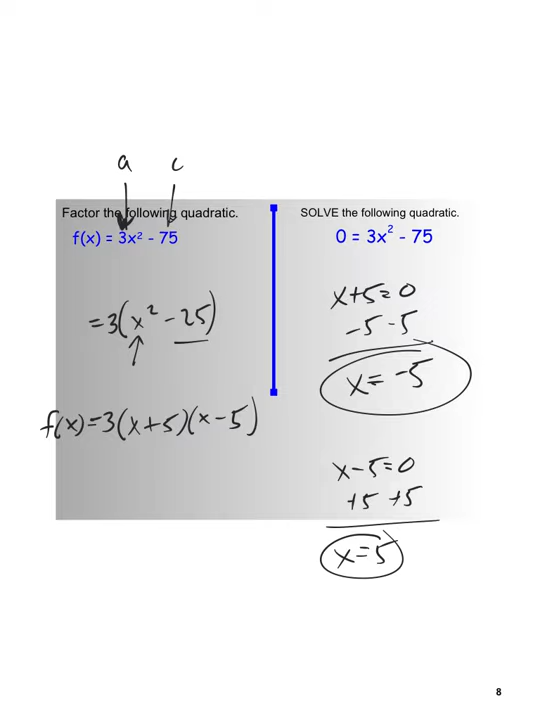 a c
Factor the following quadratic.
f(x) = 3x² - 75
= 3(x² - 25)
f(x) = 3(x + 5)(x - 5)
SOLVE the following quadratic.
0 = 3x² - 75
x+5=0
-5 -5
x = -5
x - 5 = 0
+5 +5
x = 5
8